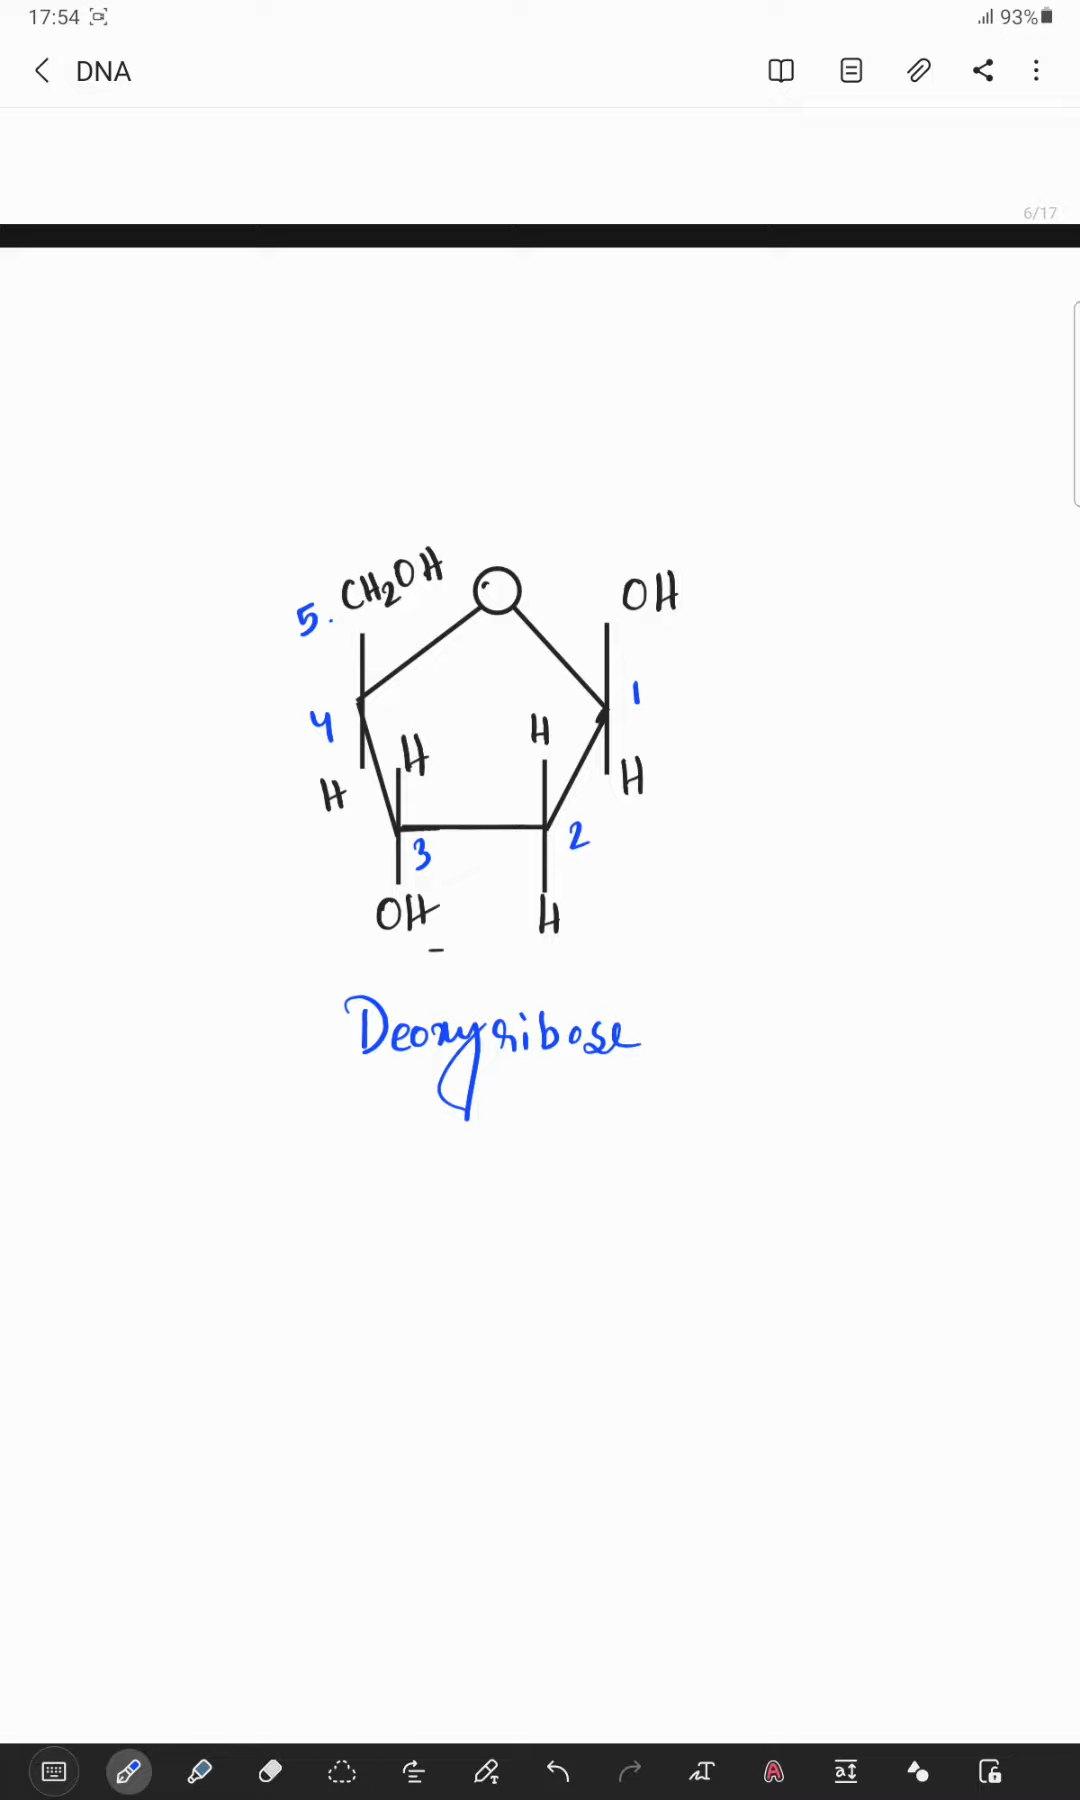 17:54 93%
DNA
6/17
5. CH₂OH OH
4 1
H H
H H
3 2
OH H
Deoxyribose